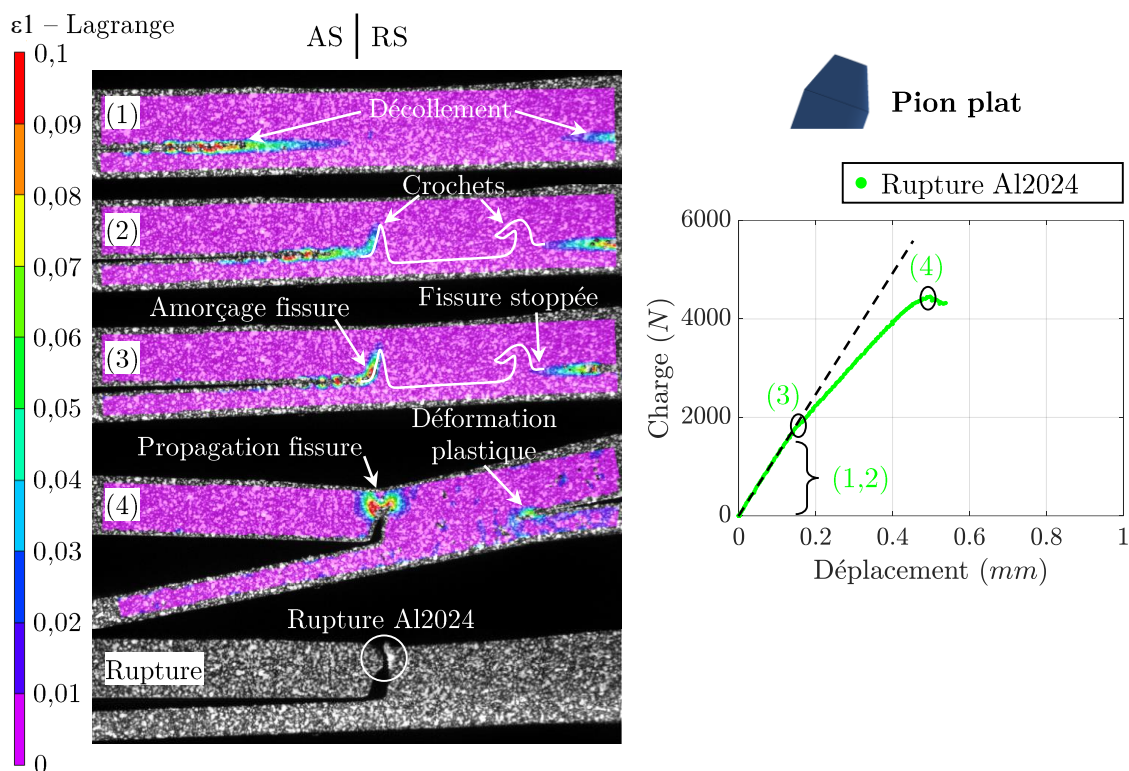 ε1 – Lagrange
AS | RS
0,1
0,09
0,08
0,07
0,06
0,05
0,04
0,03
0,02
0,01
0
(1)
Décollement
(2)
Crochets
(3)
Amorçage fissure
Fissure stoppée
(4)
Propagation fissure
Déformation
plastique
Rupture
Rupture Al2024
Pion plat
Rupture Al2024
Charge (N)
6000
4000
2000
0
(4)
(3)
(1,2)
0
0.2
0.4
0.6
0.8
1
Déplacement (mm)